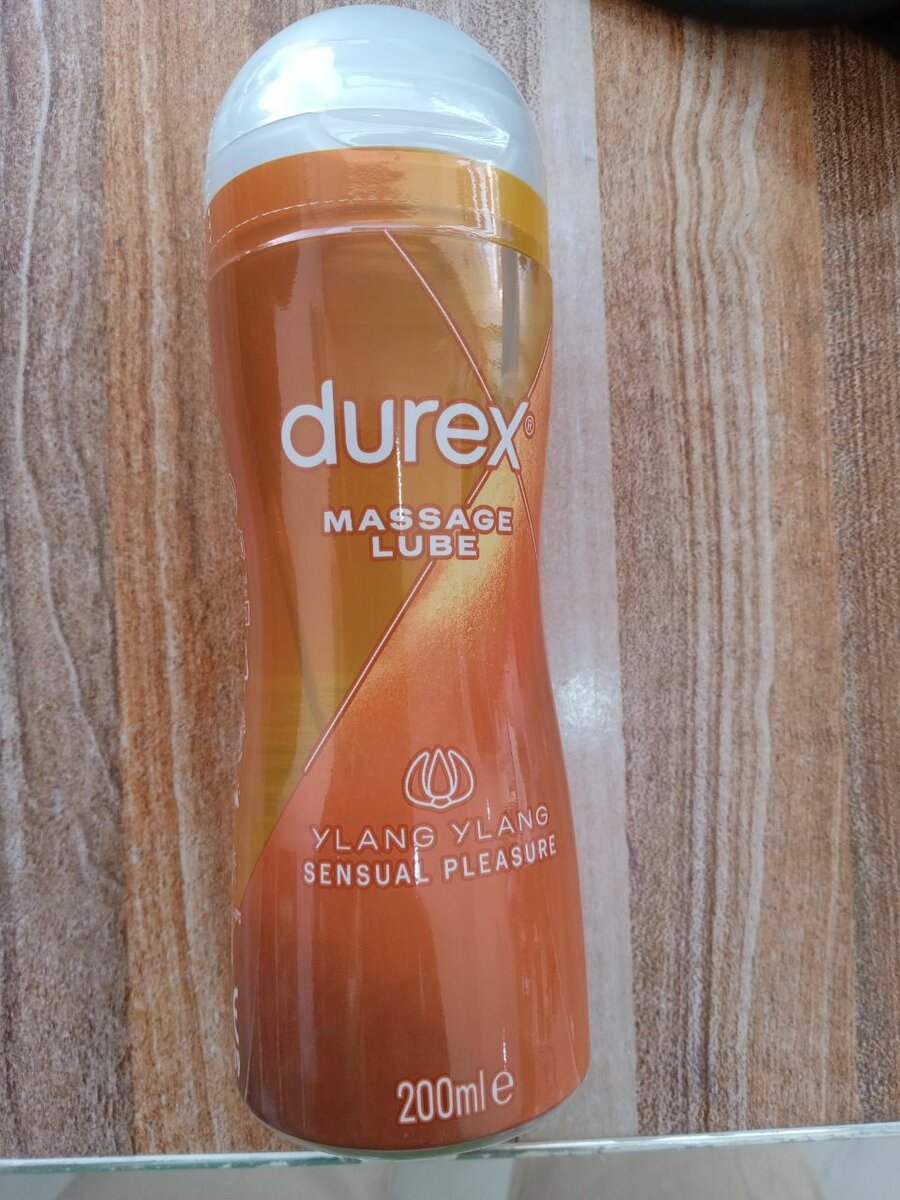 durex®
MASSAGE
LUBE
YLANG YLANG
SENSUAL PLEASURE
200ml e